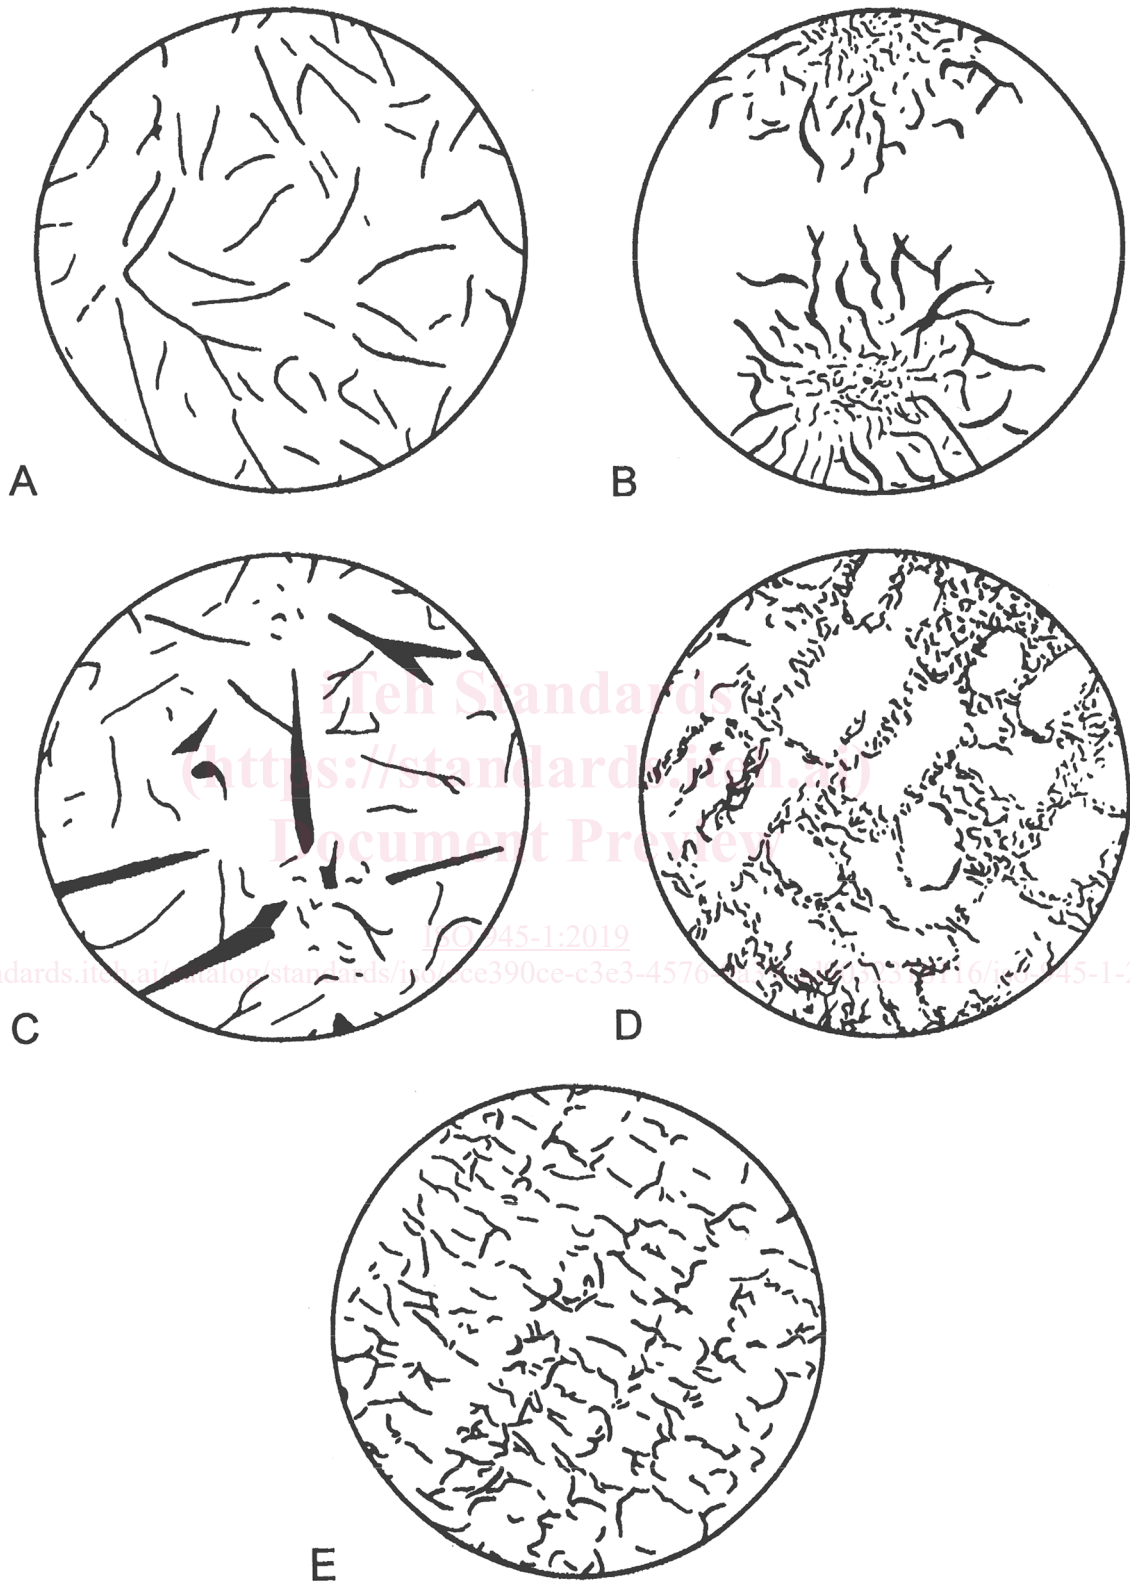 A
B
iTeh Standards
(https://standards.iteh.ai)
Document Preview
ISO 945-1:2019
C
D
E